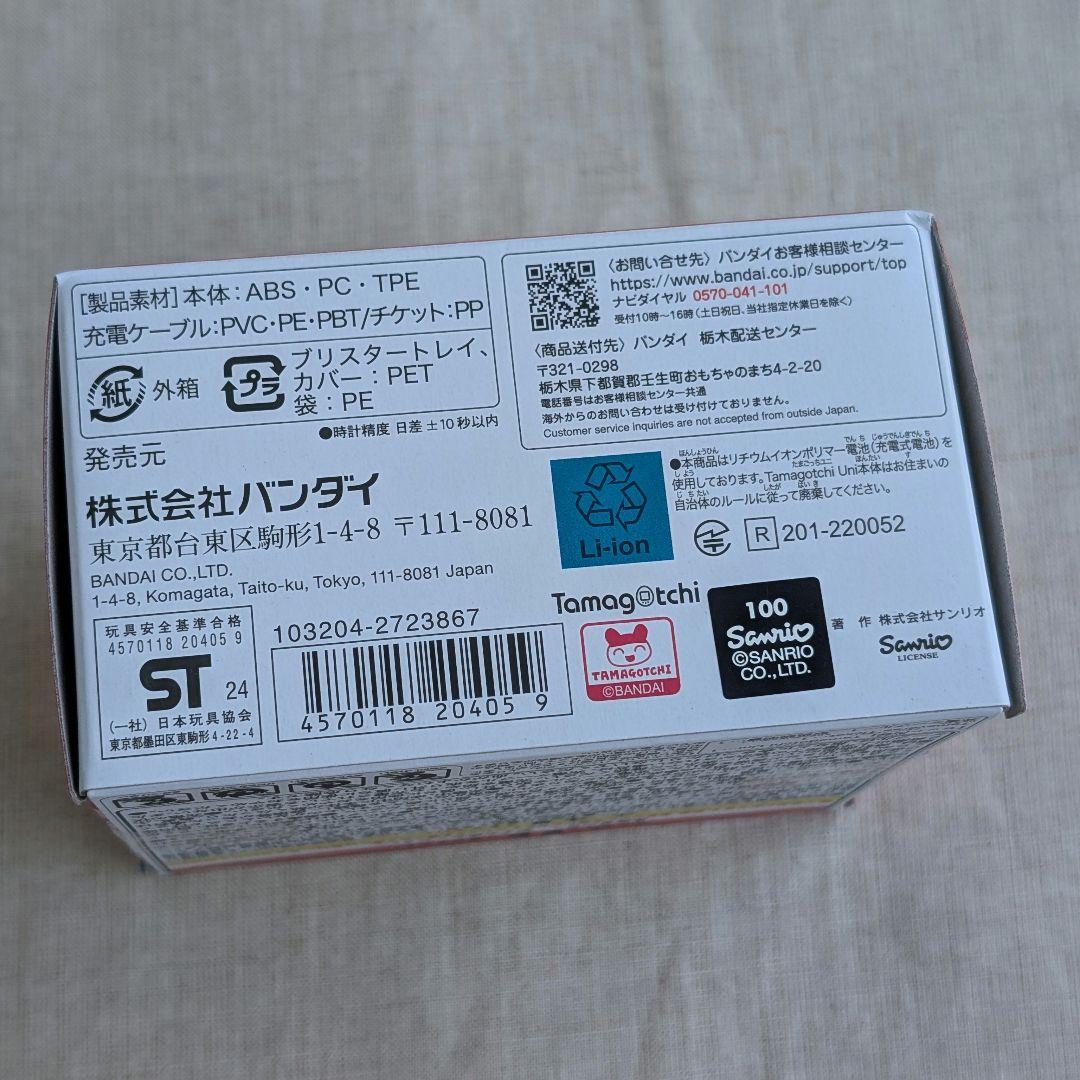 [製品素材]本体：ABS・PC・TPE
充電ケーブル：PVC・PE・PBT/チケット：PP
紙 外箱
プラ ブリスタートレイ、
カバー：PET
袋：PE
●時計精度 日差±10秒以内
〈お問い合せ先〉バンダイお客様相談センター
https://www.bandai.co.jp/support/top
ナビダイヤル 0570-041-101
受付10時〜16時（土日祝日、当社指定休業日を除く）
〈商品送付先〉バンダイ 栃木配送センター
〒321-0298
栃木県下都賀郡壬生町おもちゃのまち4-2-20
電話番号はお客様相談センター共通
海外からのお問い合わせは受け付けておりません。
Customer service inquiries are not accepted from outside Japan.
発売元
株式会社バンダイ
東京都台東区駒形1-4-8 〒111-8081
BANDAI CO.,LTD.
1-4-8, Komagata, Taito-ku, Tokyo, 111-8081 Japan
Li-ion
●本商品はリチウムイオンポリマー電池(充電式電池)を
使用しております。Tamagotchi Uni本体はお住まいの
自治体のルールに従って廃棄してください。
R 201-220052
玩具安全基準合格
4570118 20405 9
ST 24
(一社) 日本玩具協会
東京都墨田区東駒形4-22-4
103204-2723867
4570118 204059
Tamagotchi
TAMAGOTCHI
©BANDAI
100
Sanrio
©SANRIO
CO.,LTD.
著 作 株式会社サンリオ
Sanrio
LICENSE